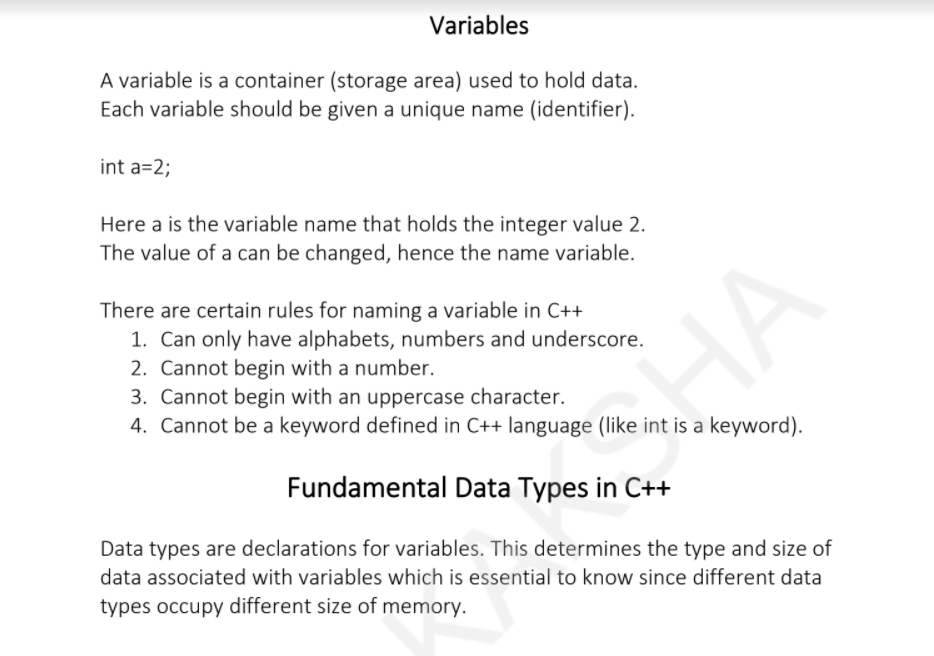 Variables
A variable is a container (storage area) used to hold data.
Each variable should be given a unique name (identifier).
int a=2;
Here a is the variable name that holds the integer value 2.
The value of a can be changed, hence the name variable.
There are certain rules for naming a variable in C++
1. Can only have alphabets, numbers and underscore.
2. Cannot begin with a number.
3. Cannot begin with an uppercase character.
4. Cannot be a keyword defined in C++ language (like int is a keyword).
Fundamental Data Types in C++
Data types are declarations for variables. This determines the type and size of
data associated with variables which is essential to know since different data
types occupy different size of memory.
KAKSHA